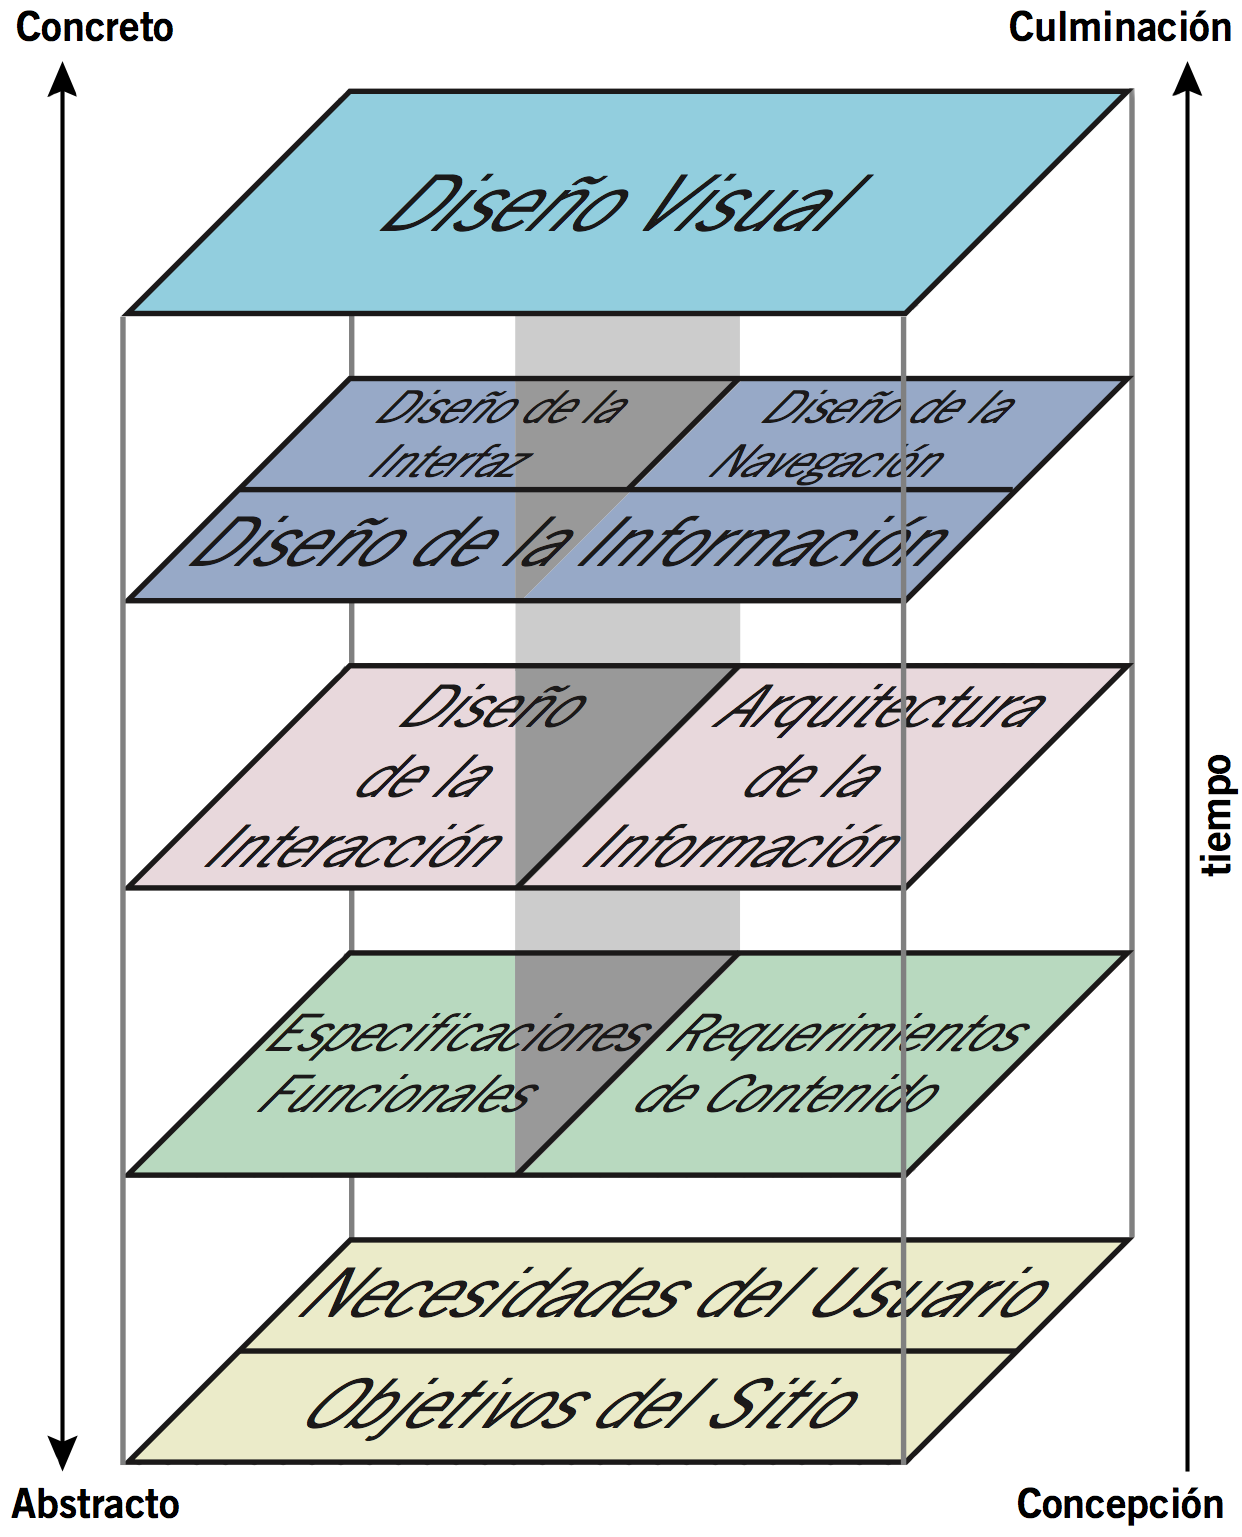 Concreto
Culminación
Diseño Visual
Diseño de la
Interfaz
Diseño de la
Navegación
Diseño de la Información
Diseño
de la
Interacción
Arquitectura
de la
Información
tiempo
Especificaciones
Funcionales
Requerimientos
de Contenido
Necesidades del Usuario
Objetivos del Sitio
Abstracto
Concepción